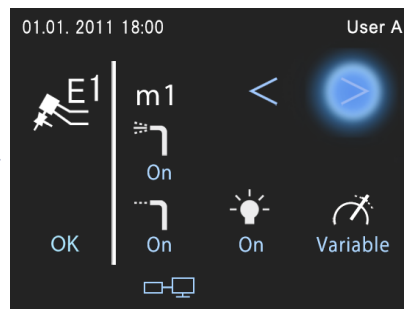 01.01. 2011 18:00 User A
E1 m1 < >
On
OK On On Variable